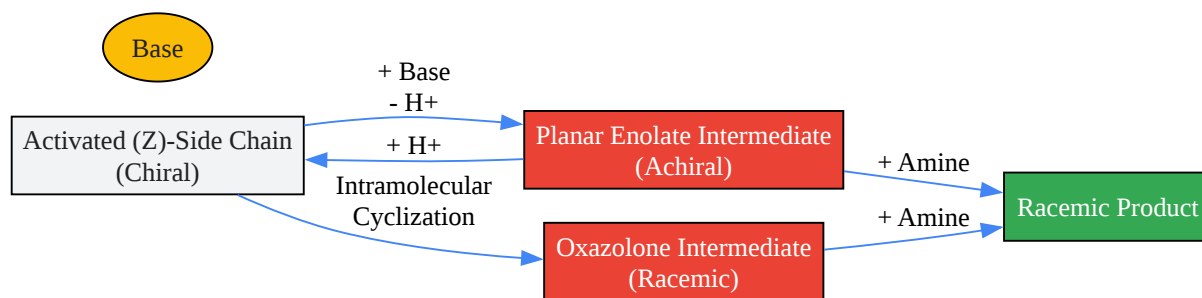 Base
+ Base
- H+
Activated (Z)-Side Chain
(Chiral)
+ H+
Planar Enolate Intermediate
(Achiral)
+ Amine
Intramolecular
Cyclization
Oxazolone Intermediate
(Racemic)
+ Amine
Racemic Product